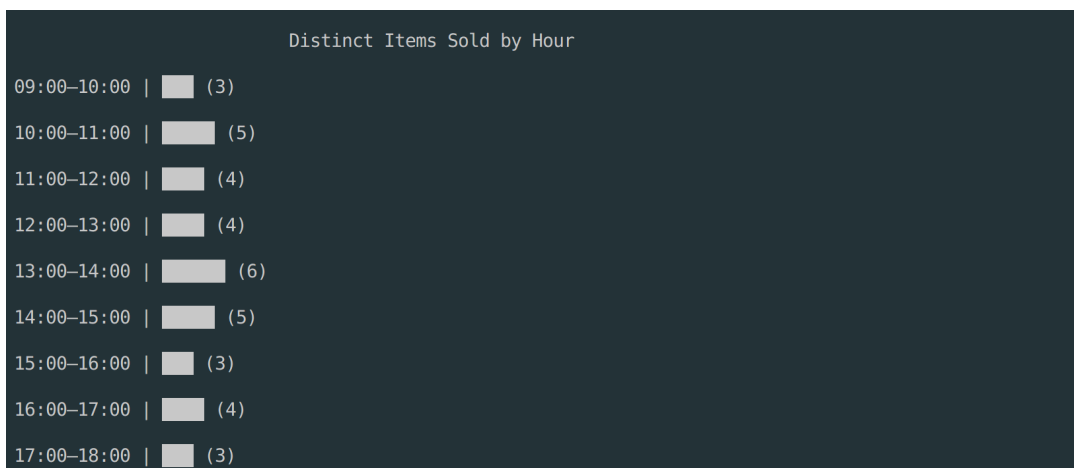 Distinct Items Sold by Hour
09:00–10:00 | ███ (3)
10:00–11:00 | █████ (5)
11:00–12:00 | ████ (4)
12:00–13:00 | ████ (4)
13:00–14:00 | ██████ (6)
14:00–15:00 | █████ (5)
15:00–16:00 | ███ (3)
16:00–17:00 | ████ (4)
17:00–18:00 | ███ (3)